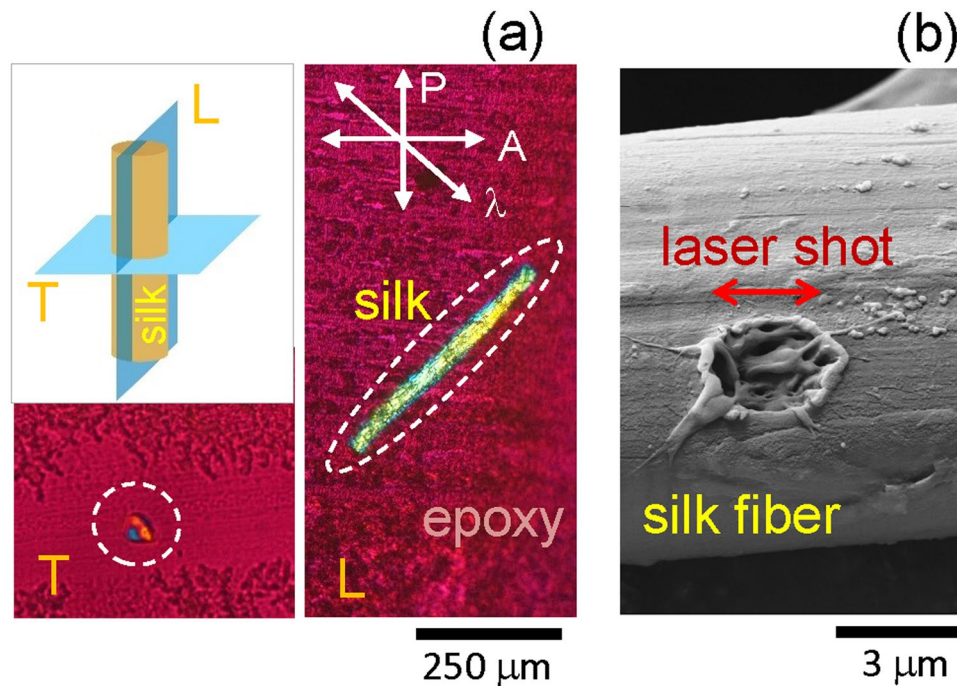 (a)
(b)
L
T
silk
P
A
λ
silk
epoxy
T
L
250 μm
laser shot
silk fiber
3 μm